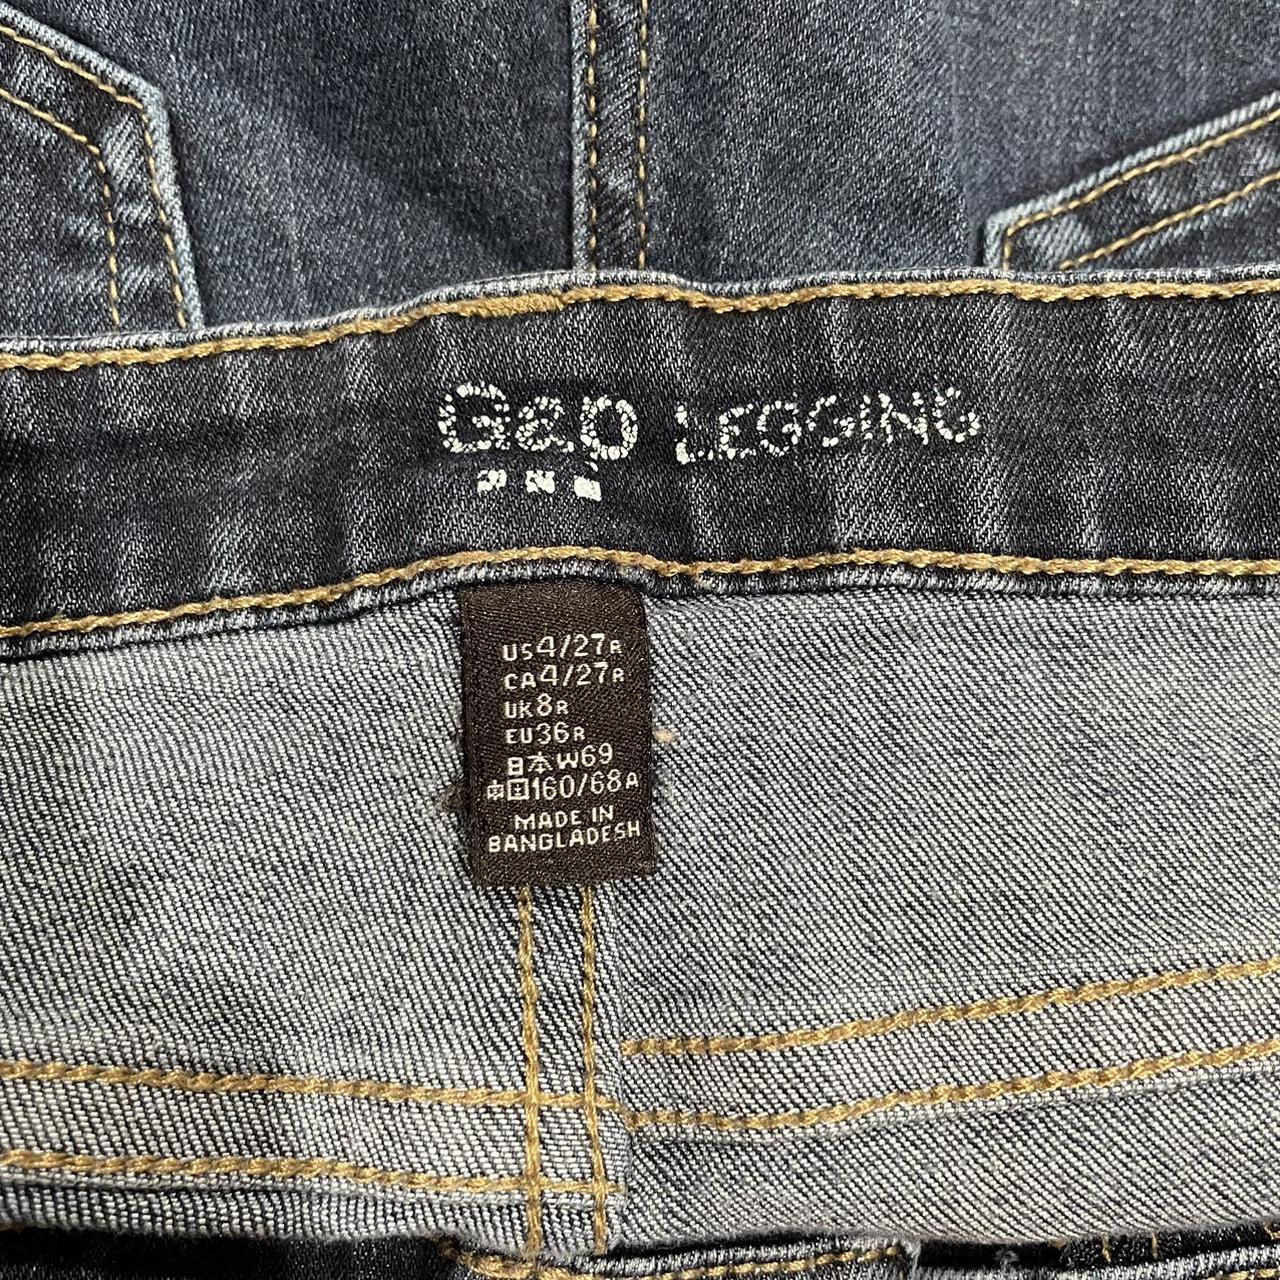 GAP LEGGING
US4/27R
CA4/27R
UK8R
EU36R
日本W69
中国160/68A
MADE IN
BANGLADESH